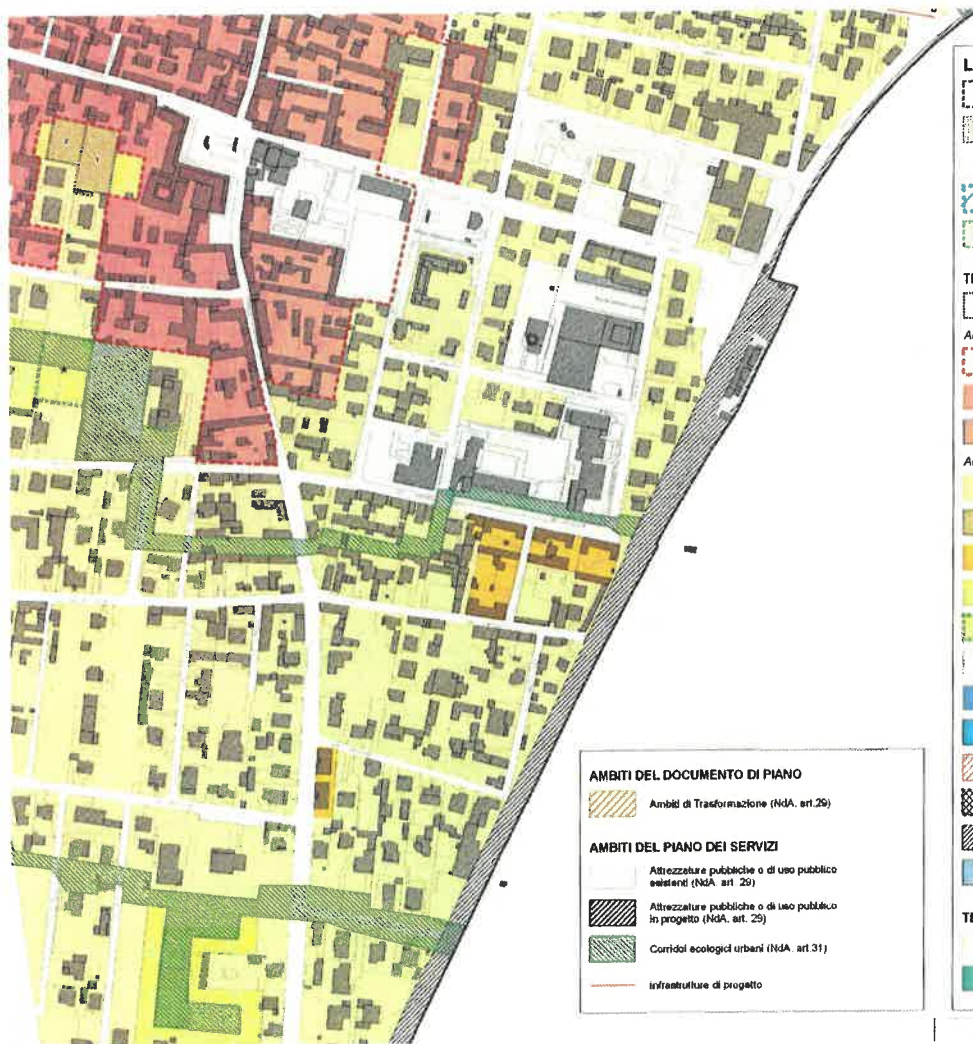 L
TE
A
A
AMBITI DEL DOCUMENTO DI PIANO
Ambiti di Trasformazione (NdA. art.29)
AMBITI DEL PIANO DEI SERVIZI
Attrezzature pubbliche o di uso pubblico
esistenti (NdA. art. 29)
Attrezzature pubbliche o di uso pubblico
in progetto (NdA. art. 29)
Corridoi ecologici urbani (NdA. art.31)
infrastrutture di progetto
TE